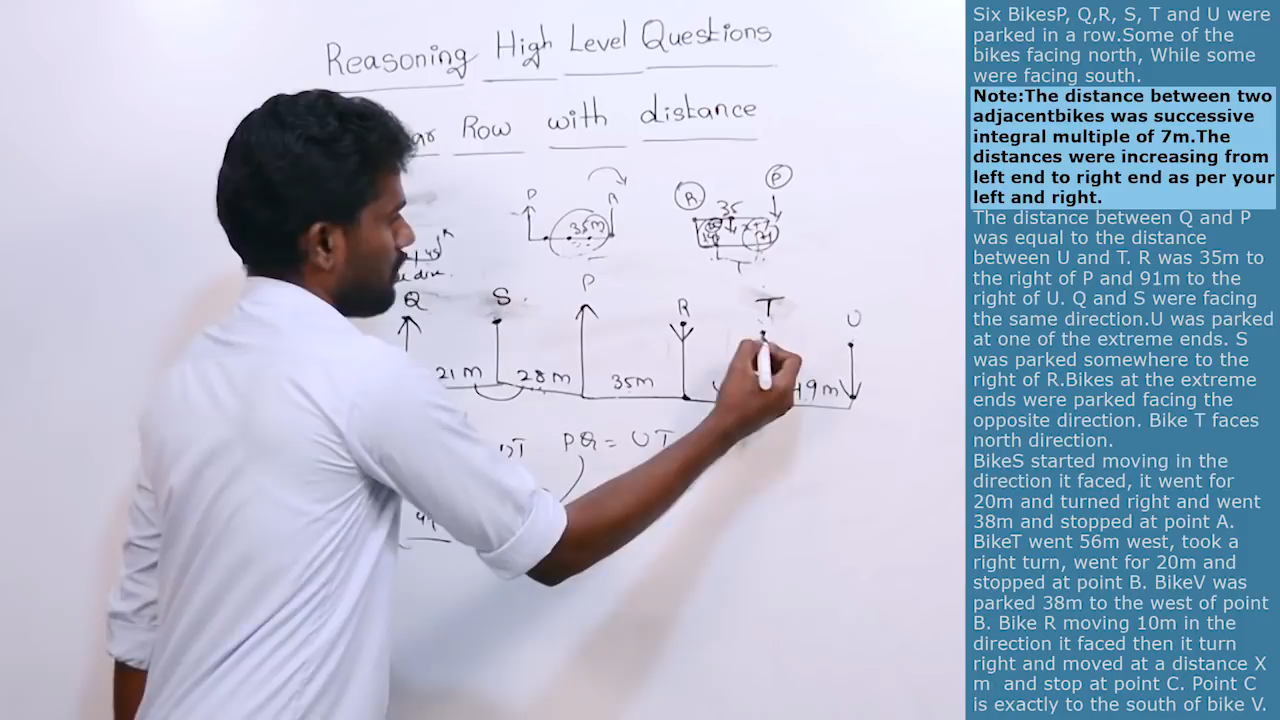 Reasoning High Level Questions
Row with distance
P
R
35m
R
35
P
T
Q
S
P
R
T
U
21m
28m
35m
49m
PQ = UT
Six BikesP, Q,R, S, T and U were
parked in a row.Some of the
bikes facing north, While some
were facing south.
Note:The distance between two
adjacentbikes was successive
integral multiple of 7m.The
distances were increasing from
left end to right end as per your
left and right.
The distance between Q and P
was equal to the distance
between U and T. R was 35m to
the right of P and 91m to the
right of U. Q and S were facing
the same direction.U was parked
at one of the extreme ends. S
was parked somewhere to the
right of R.Bikes at the extreme
ends were parked facing the
opposite direction. Bike T faces
north direction.
BikeS started moving in the
direction it faced, it went for
20m and turned right and went
38m and stopped at point A.
BikeT went 56m west, took a
right turn, went for 20m and
stopped at point B. BikeV was
parked 38m to the west of point
B. Bike R moving 10m in the
direction it faced then it turn
right and moved at a distance X
m and stop at point C. Point C
is exactly to the south of bike V.